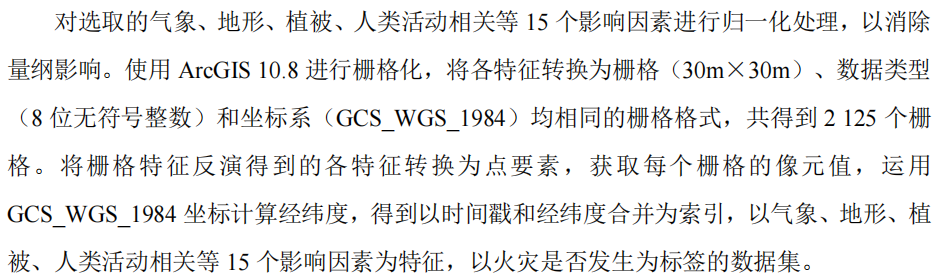 对选取的气象、地形、植被、人类活动相关等 15 个影响因素进行归一化处理，以消除
量纲影响。使用 ArcGIS 10.8 进行栅格化，将各特征转换为栅格（30m×30m）、数据类型
（8 位无符号整数）和坐标系（GCS_WGS_1984）均相同的栅格格式，共得到 2 125 个栅
格。将栅格特征反演得到的各特征转换为点要素，获取每个栅格的像元值，运用
GCS_WGS_1984 坐标计算经纬度，得到以时间戳和经纬度合并为索引，以气象、地形、植
被、人类活动相关等 15 个影响因素为特征，以火灾是否发生为标签的数据集。